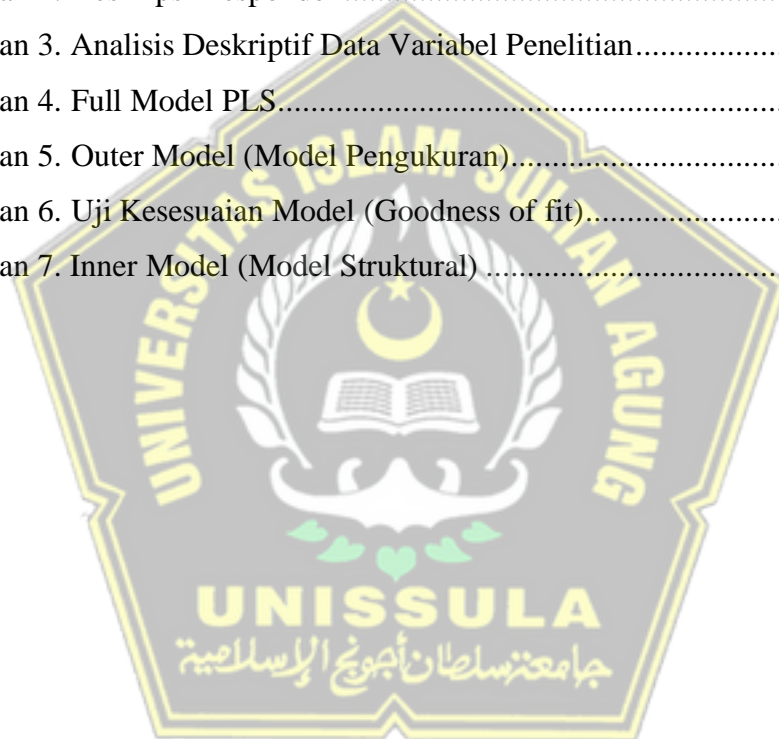 an 3. Analisis Deskriptif Data Variabel Penelitian
an 4. Full Model PLS
an 5. Outer Model (Model Pengukuran)
an 6. Uji Kesesuaian Model (Goodness of fit)
an 7. Inner Model (Model Struktural)
UNIVERSITAS ISLAM SULTAN AGUNG
UNISSULA
جامعة سلطان أجونج الإسلامية